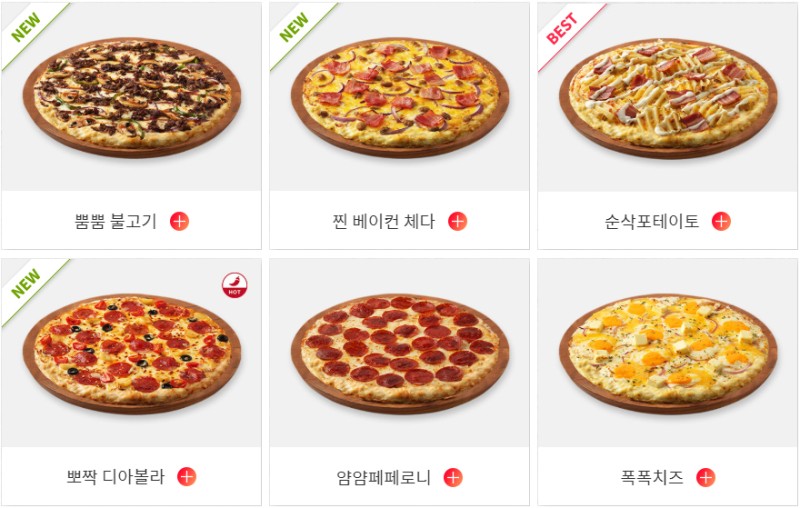 NEW
NEW
BEST
뿜뿜 불고기
찐 베이컨 체다
순삭포테이토
NEW
HOT
뽀짝 디아볼라
얌얌페페로니
폭폭치즈